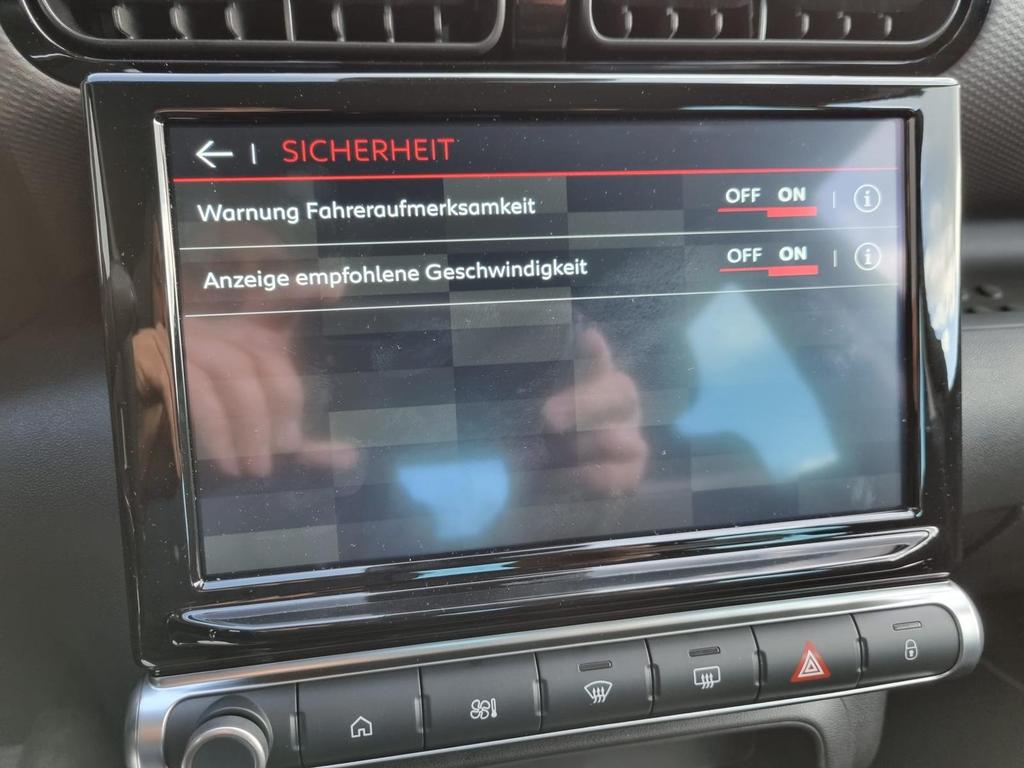 SICHERHEIT
Warnung Fahreraufmerksamkeit OFF ON
Anzeige empfohlene Geschwindigkeit OFF ON